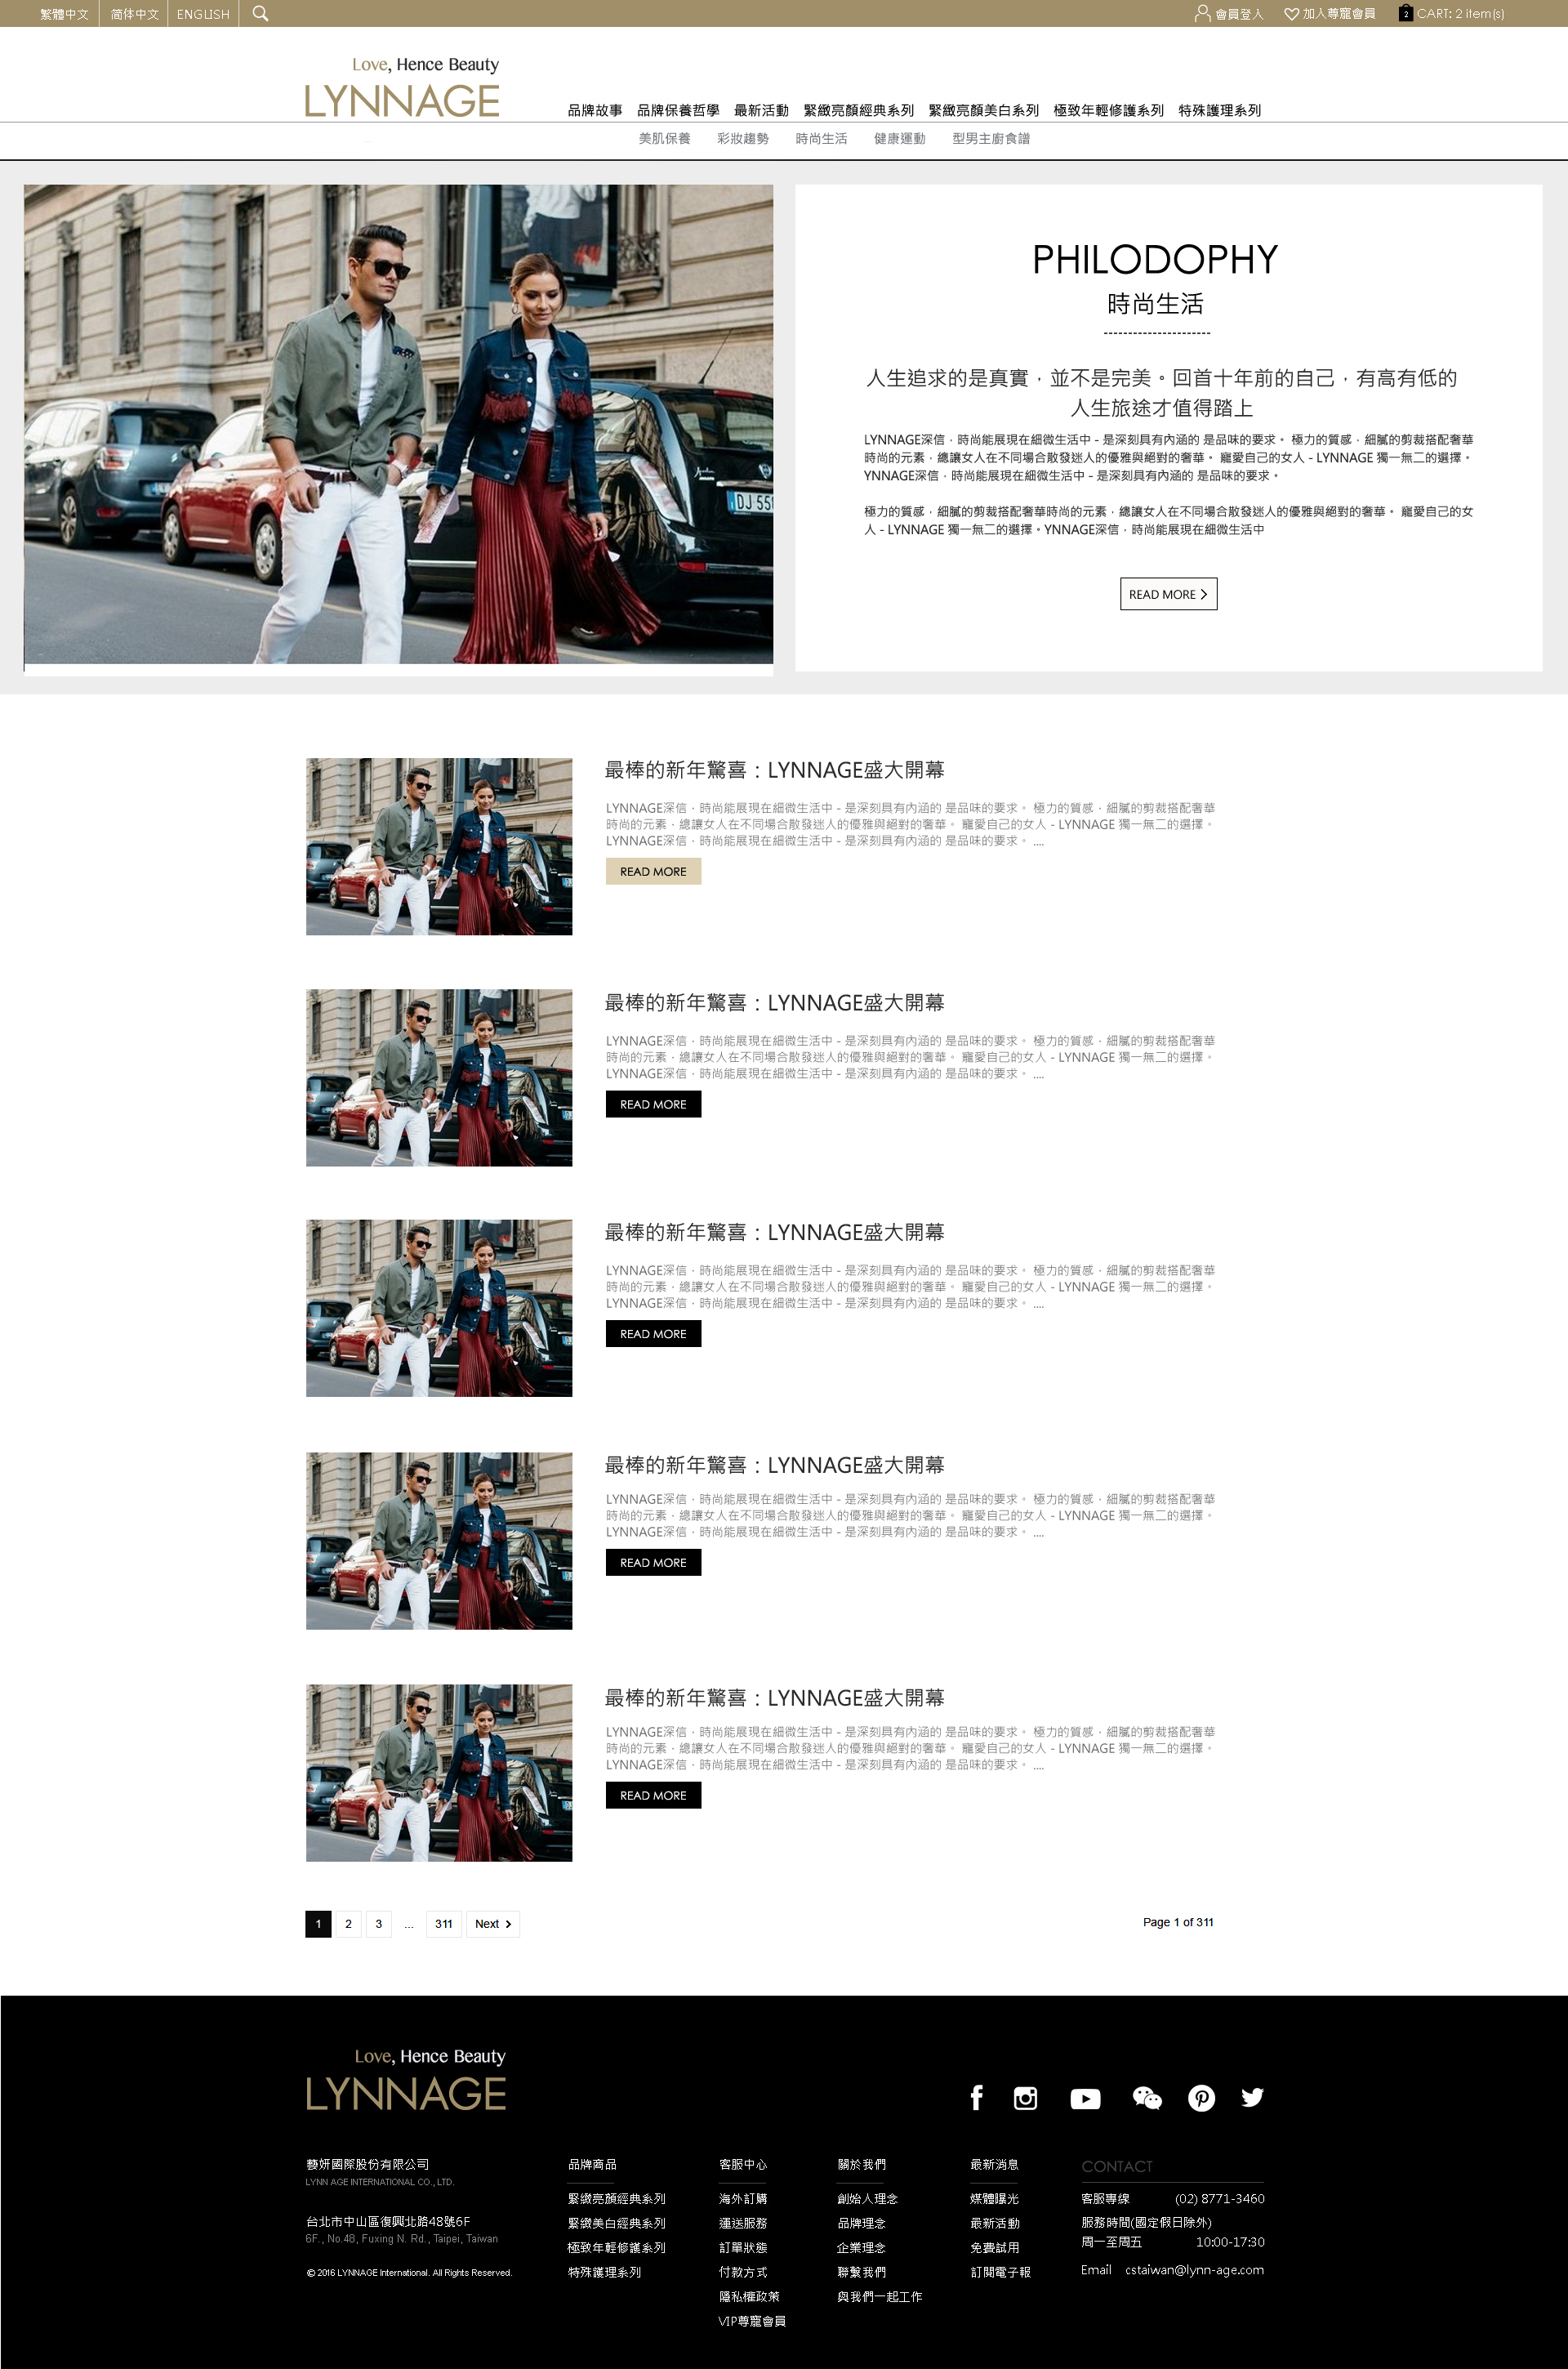 繁體中文 简体中文 ENGLISH
會員登入 加入尊寵會員 2 CART: 2 item(s)
Love, Hence Beauty
LYNNAGE
品牌故事 品牌保養哲學 最新活動 緊緻亮顏經典系列 緊緻亮顏美白系列 極致年輕修護系列 特殊護理系列
美肌保養 彩妝趨勢 時尚生活 健康運動 型男主廚食譜
PHILODOPHY
時尚生活
----------------------
人生追求的是真實，並不是完美。回首十年前的自己，有高有低的
人生旅途才值得踏上
LYNNAGE深信，時尚能展現在細微生活中 - 是深刻具有內涵的 是品味的要求。 極力的質感，細膩的剪裁搭配奢華
時尚的元素，總讓女人在不同場合散發迷人的優雅與絕對的奢華。 寵愛自己的女人 - LYNNAGE 獨一無二的選擇。
YNNAGE深信，時尚能展現在細微生活中 - 是深刻具有內涵的 是品味的要求。
極力的質感，細膩的剪裁搭配奢華時尚的元素，總讓女人在不同場合散發迷人的優雅與絕對的奢華。 寵愛自己的女
人 - LYNNAGE 獨一無二的選擇。YNNAGE深信，時尚能展現在細微生活中
READ MORE >
最棒的新年驚喜：LYNNAGE盛大開幕
LYNNAGE深信，時尚能展現在細微生活中 - 是深刻具有內涵的 是品味的要求。 極力的質感，細膩的剪裁搭配奢華
時尚的元素，總讓女人在不同場合散發迷人的優雅與絕對的奢華。 寵愛自己的女人 - LYNNAGE 獨一無二的選擇。
LYNNAGE深信，時尚能展現在細微生活中 - 是深刻具有內涵的 是品味的要求。 ....
READ MORE
最棒的新年驚喜：LYNNAGE盛大開幕
LYNNAGE深信，時尚能展現在細微生活中 - 是深刻具有內涵的 是品味的要求。 極力的質感，細膩的剪裁搭配奢華
時尚的元素，總讓女人在不同場合散發迷人的優雅與絕對的奢華。 寵愛自己的女人 - LYNNAGE 獨一無二的選擇。
LYNNAGE深信，時尚能展現在細微生活中 - 是深刻具有內涵的 是品味的要求。 ....
READ MORE
最棒的新年驚喜：LYNNAGE盛大開幕
LYNNAGE深信，時尚能展現在細微生活中 - 是深刻具有內涵的 是品味的要求。 極力的質感，細膩的剪裁搭配奢華
時尚的元素，總讓女人在不同場合散發迷人的優雅與絕對的奢華。 寵愛自己的女人 - LYNNAGE 獨一無二的選擇。
LYNNAGE深信，時尚能展現在細微生活中 - 是深刻具有內涵的 是品味的要求。 ....
READ MORE
最棒的新年驚喜：LYNNAGE盛大開幕
LYNNAGE深信，時尚能展現在細微生活中 - 是深刻具有內涵的 是品味的要求。 極力的質感，細膩的剪裁搭配奢華
時尚的元素，總讓女人在不同場合散發迷人的優雅與絕對的奢華。 寵愛自己的女人 - LYNNAGE 獨一無二的選擇。
LYNNAGE深信，時尚能展現在細微生活中 - 是深刻具有內涵的 是品味的要求。 ....
READ MORE
最棒的新年驚喜：LYNNAGE盛大開幕
LYNNAGE深信，時尚能展現在細微生活中 - 是深刻具有內涵的 是品味的要求。 極力的質感，細膩的剪裁搭配奢華
時尚的元素，總讓女人在不同場合散發迷人的優雅與絕對的奢華。 寵愛自己的女人 - LYNNAGE 獨一無二的選擇。
LYNNAGE深信，時尚能展現在細微生活中 - 是深刻具有內涵的 是品味的要求。 ....
READ MORE
1 2 3 ... 311 Next >
Page 1 of 311
Love, Hence Beauty
LYNNAGE
藝妍國際股份有限公司
LYNN AGE INTERNATIONAL CO., LTD.
台北市中山區復興北路48號6F
6F., No.48, Fuxing N. Rd., Taipei, Taiwan
© 2016 LYNNAGE International. All Rights Reserved.
品牌商品
緊緻亮顏經典系列
緊緻美白經典系列
極致年輕修護系列
特殊護理系列
客服中心
海外訂購
運送服務
訂單狀態
付款方式
隱私權政策
VIP尊寵會員
關於我們
創始人理念
品牌理念
企業理念
聯繫我們
與我們一起工作
最新消息
媒體曝光
最新活動
免費試用
訂閱電子報
CONTACT
客服專線 (02) 8771-3460
服務時間(國定假日除外)
周一至周五 10:00-17:30
Email cstaiwan@lynn-age.com